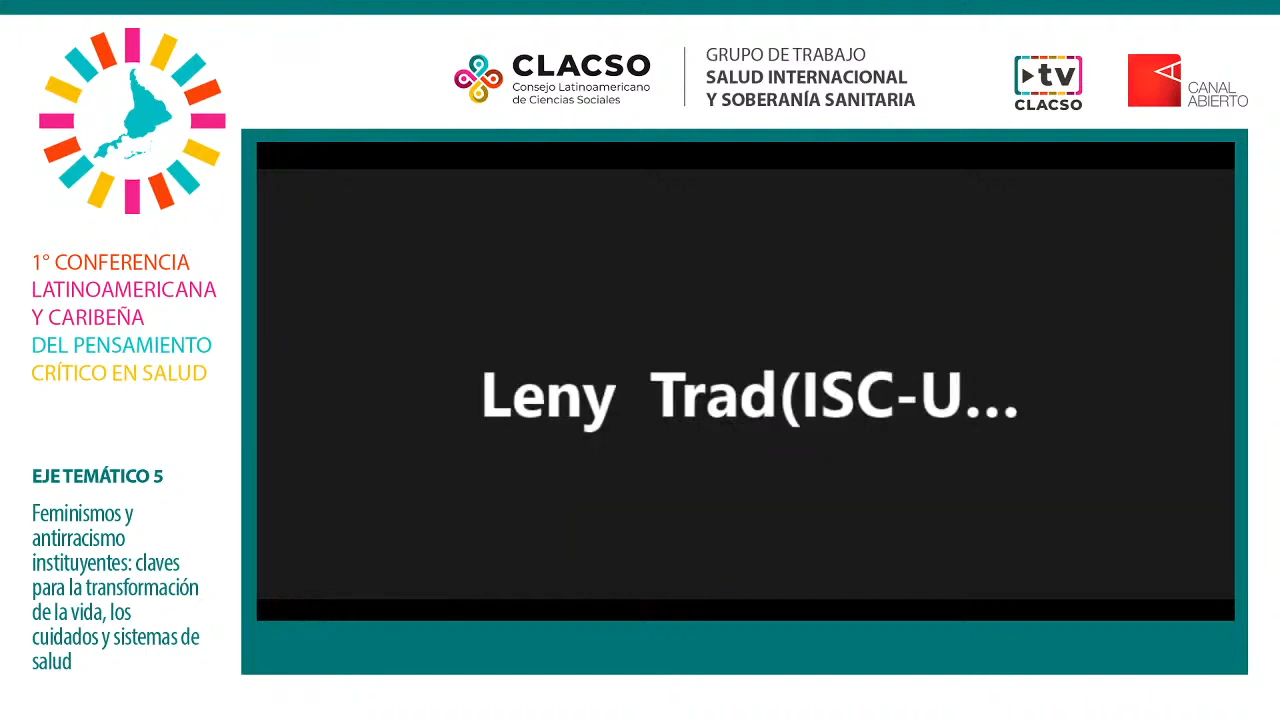 CLACSO
Consejo Latinoamericano
de Ciencias Sociales
GRUPO DE TRABAJO
SALUD INTERNACIONAL
Y SOBERANÍA SANITARIA
tv
CLACSO
CANAL
ABIERTO
1° CONFERENCIA
LATINOAMERICANA
Y CARIBEÑA
DEL PENSAMIENTO
CRÍTICO EN SALUD
EJE TEMÁTICO 5
Feminismos y
antirracismo
instituyentes: claves
para la transformación
de la vida, los
cuidados y sistemas de
salud
Leny Trad(ISC-U...